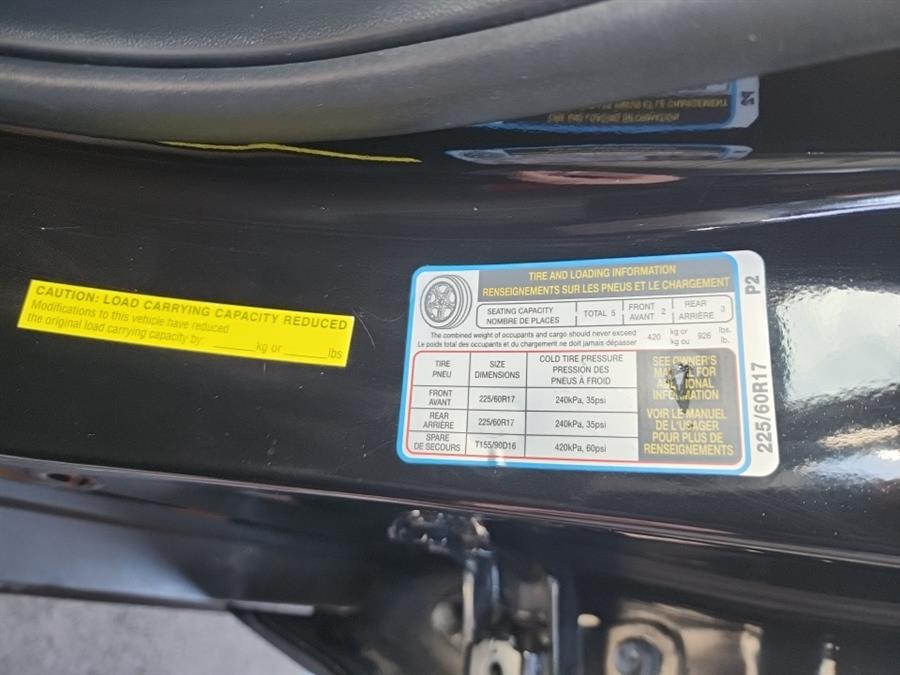 CAUTION: LOAD CARRYING CAPACITY REDUCED
Modifications to this vehicle have reduced
the original load carrying capacity by: ______kg or ______lbs
TIRE AND LOADING INFORMATION
RENSEIGNEMENTS SUR LES PNEUS ET LE CHARGEMENT
SEATING CAPACITY
NOMBRE DE PLACES
TOTAL 5
FRONT
AVANT 2
REAR
ARRIÈRE 3
The combined weight of occupants and cargo should never exceed
Le poids total des occupants et du chargement ne doit jamais dépasser
420 kg or
kg ou 926 lbs.
lb.
TIRE
PNEU
SIZE
DIMENSIONS
COLD TIRE PRESSURE
PRESSION DES
PNEUS À FROID
FRONT
AVANT
225/60R17
240kPa, 35psi
REAR
ARRIÈRE
225/60R17
240kPa, 35psi
SPARE
DE SECOURS
T155/90D16
420kPa, 60psi
SEE OWNER'S
FOR
INFORMATION
VOIR LE MANUEL
DE L'USAGER
POUR PLUS DE
RENSEIGNEMENTS
225/60R17 P2